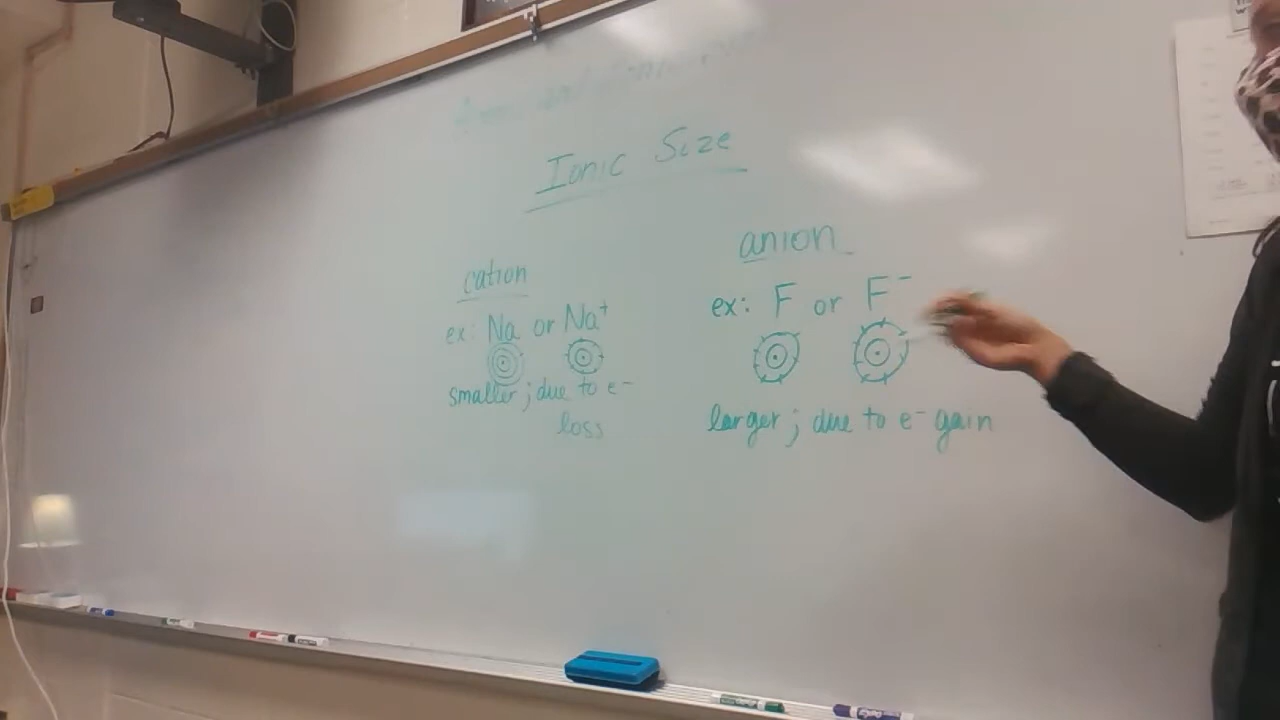 Ionic Size
cation
ex: Na or Na⁺
smaller; due to e⁻
loss
anion
ex: F or F⁻
larger; due to e⁻ gain